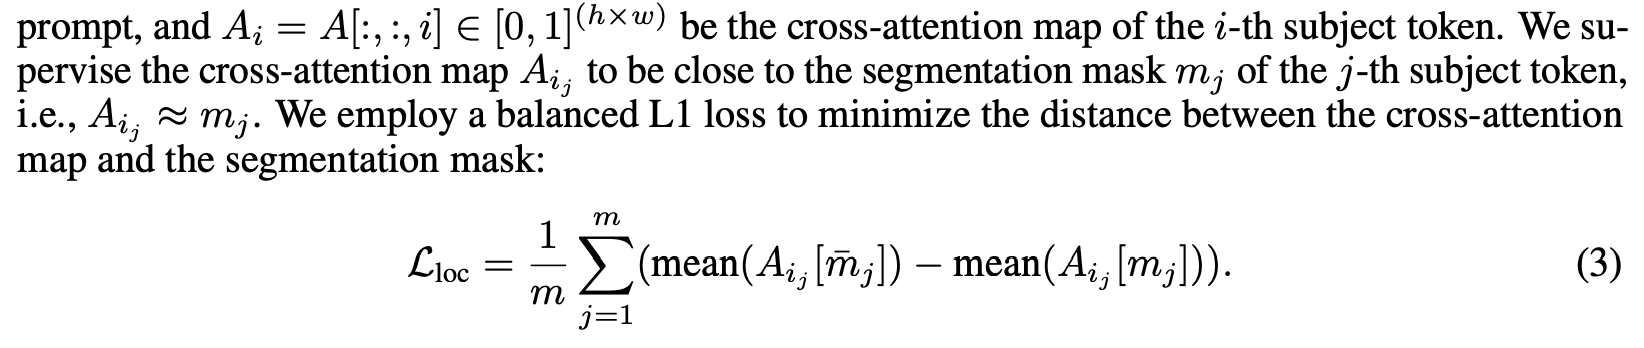 prompt, and $A_i = A[:, :, i] \in [0, 1]^{(h \times w)}$ be the cross-attention map of the $i$-th subject token. We su-
pervise the cross-attention map $A_{i_j}$ to be close to the segmentation mask $m_j$ of the $j$-th subject token,
i.e., $A_{i_j} \approx m_j$. We employ a balanced L1 loss to minimize the distance between the cross-attention
map and the segmentation mask:
$\mathcal{L}_{\text{loc}} = \frac{1}{m} \sum_{j=1}^{m} (\text{mean}(A_{i_j}[\bar{m}_j]) - \text{mean}(A_{i_j}[m_j])).$ (3)